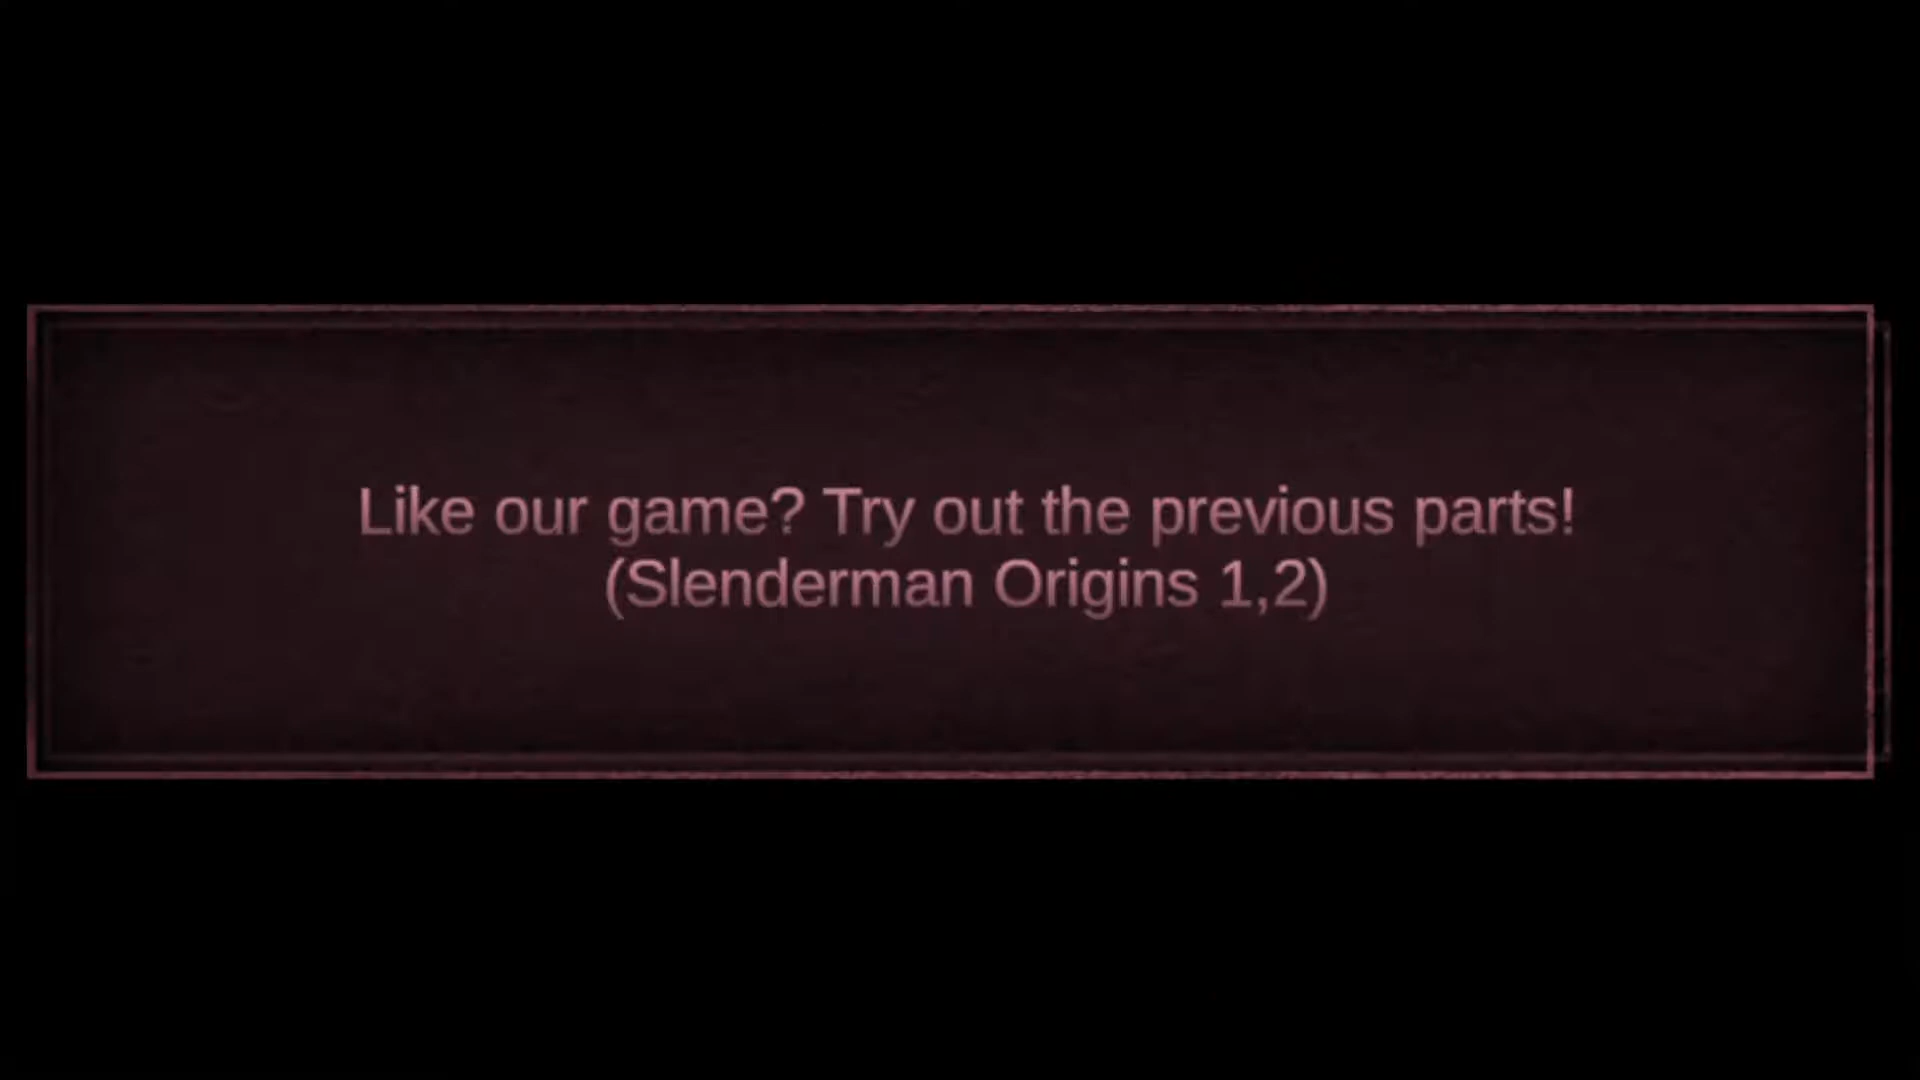 Like our game? Try out the previous parts!
(Slenderman Origins 1,2)